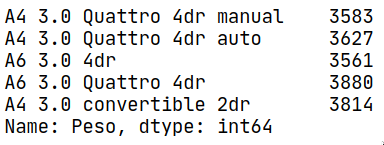 A4 3.0 Quattro 4dr manual    3583
A4 3.0 Quattro 4dr auto      3627
A6 3.0 4dr                   3561
A6 3.0 Quattro 4dr           3880
A4 3.0 convertible 2dr       3814
Name: Peso, dtype: int64